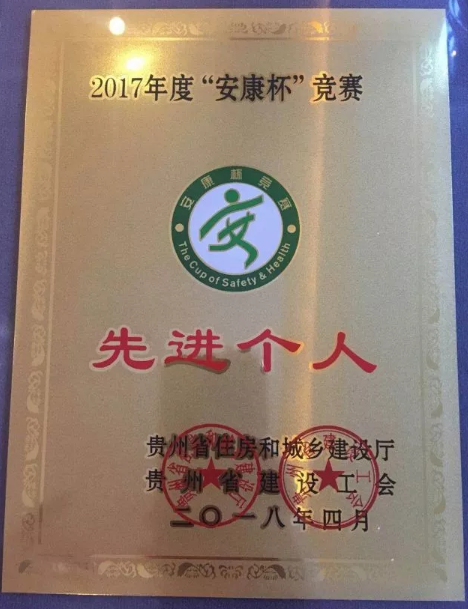 2017年度“安康杯”竞赛
安康杯竞赛
安
The Cup of Safety & Health
先进个人
贵州省住房和城乡建设厅
贵州省建设工会
二〇一八年四月